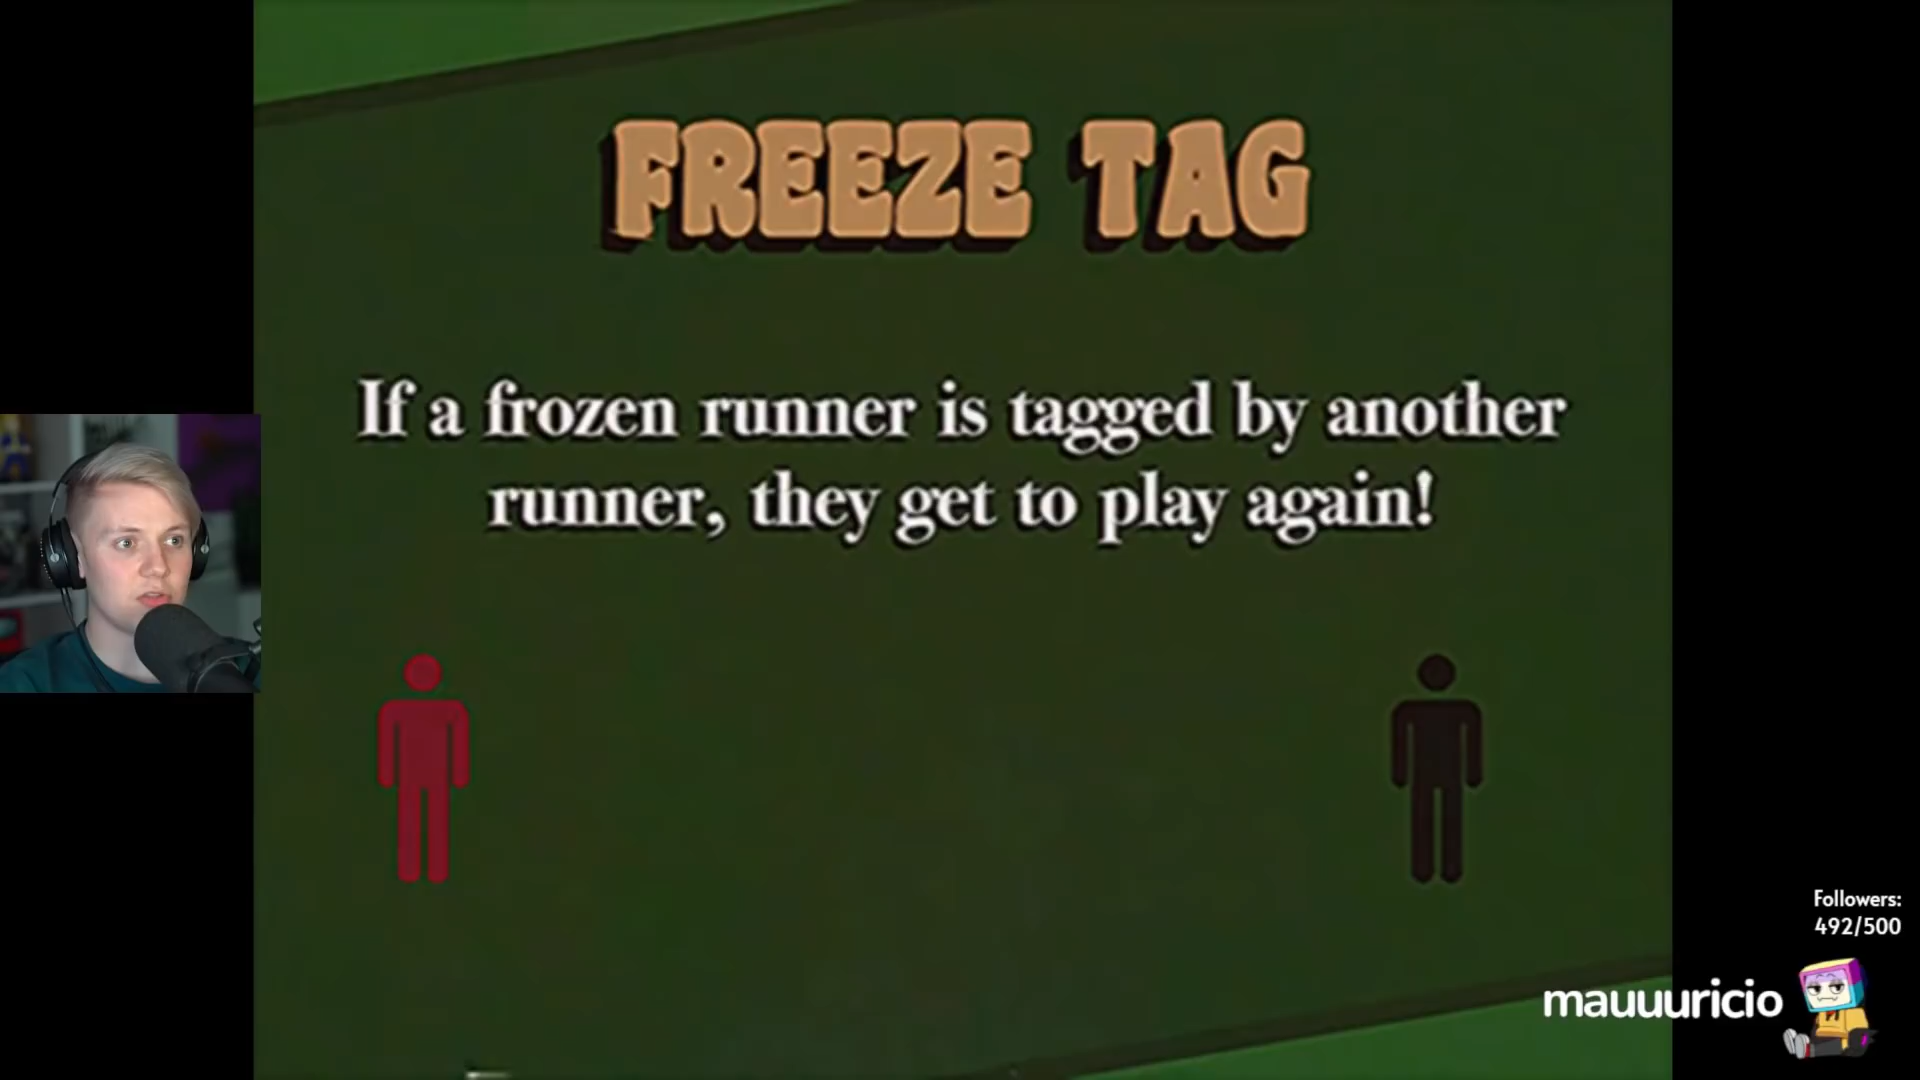 FREEZE TAG
If a frozen runner is tagged by another
runner, they get to play again!
Followers:
492/500
mauuuricio